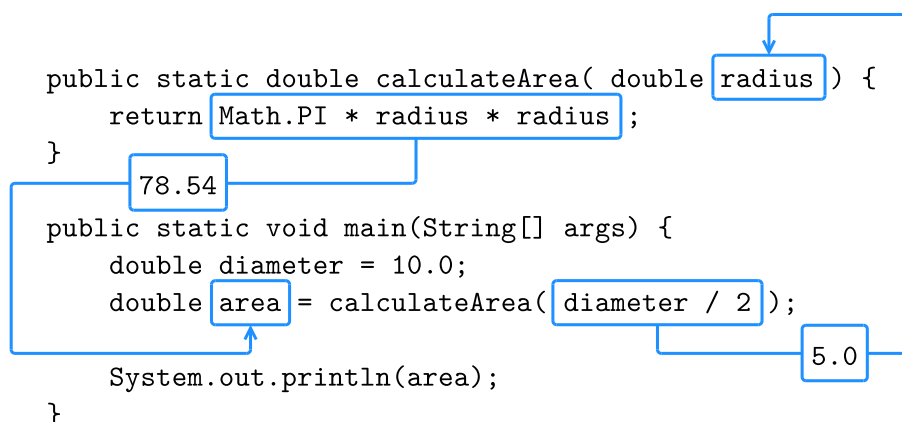 public static double calculateArea( double radius ) {
    return Math.PI * radius * radius ;
}
78.54
public static void main(String[] args) {
    double diameter = 10.0;
    double area = calculateArea( diameter / 2 );
5.0
    System.out.println(area);
}